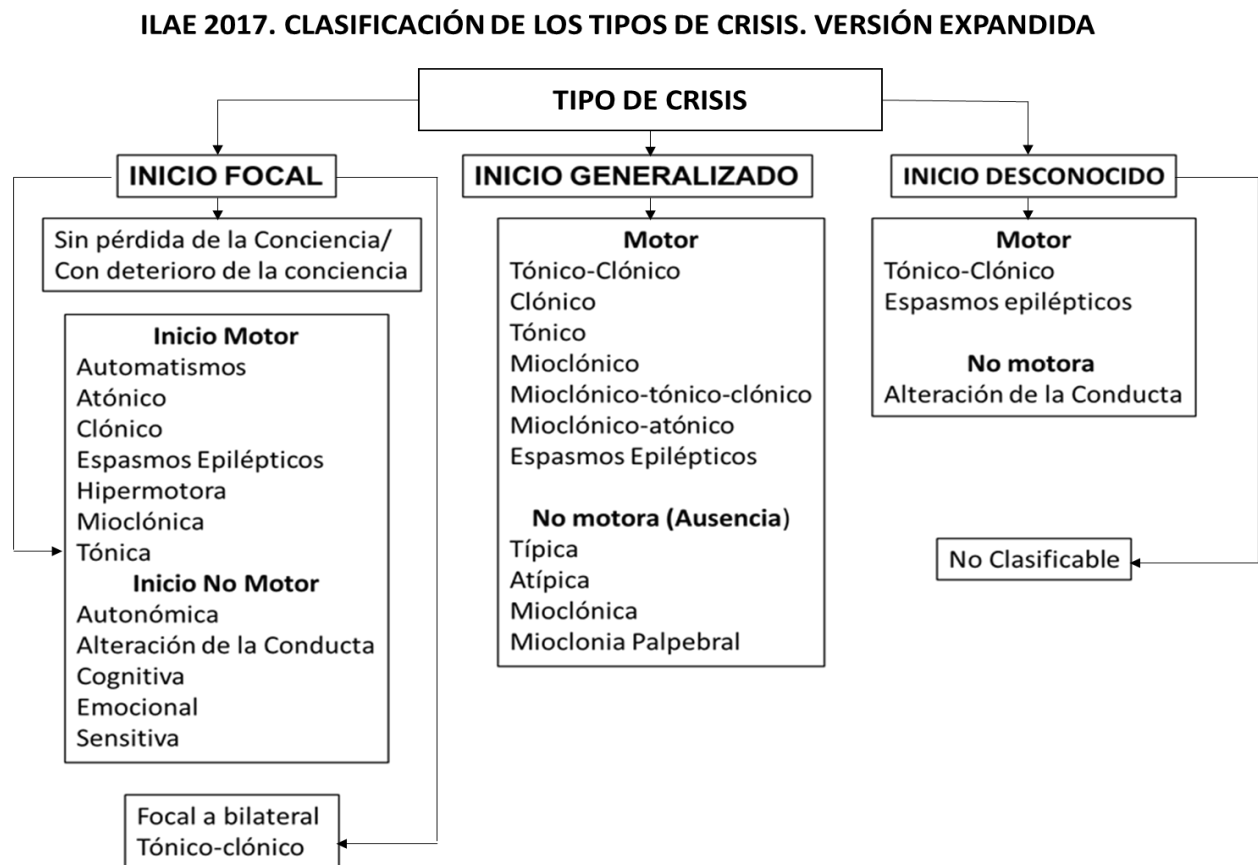 ILAE 2017. CLASIFICACIÓN DE LOS TIPOS DE CRISIS. VERSIÓN EXPANDIDA
TIPO DE CRISIS
INICIO FOCAL
Sin pérdida de la Conciencia/
Con deterioro de la conciencia
Inicio Motor
Automatismos
Atónico
Clónico
Espasmos Epilépticos
Hipermotora
Mioclónica
Tónica
Inicio No Motor
Autonómica
Alteración de la Conducta
Cognitiva
Emocional
Sensitiva
Focal a bilateral
Tónico-clónico
INICIO GENERALIZADO
Motor
Tónico-Clónico
Clónico
Tónico
Mioclónico
Mioclónico-tónico-clónico
Mioclónico-atónico
Espasmos Epilépticos
No motora (Ausencia)
Típica
Atípica
Mioclónica
Mioclonia Palpebral
INICIO DESCONOCIDO
Motor
Tónico-Clónico
Espasmos epilépticos
No motora
Alteración de la Conducta
No Clasificable